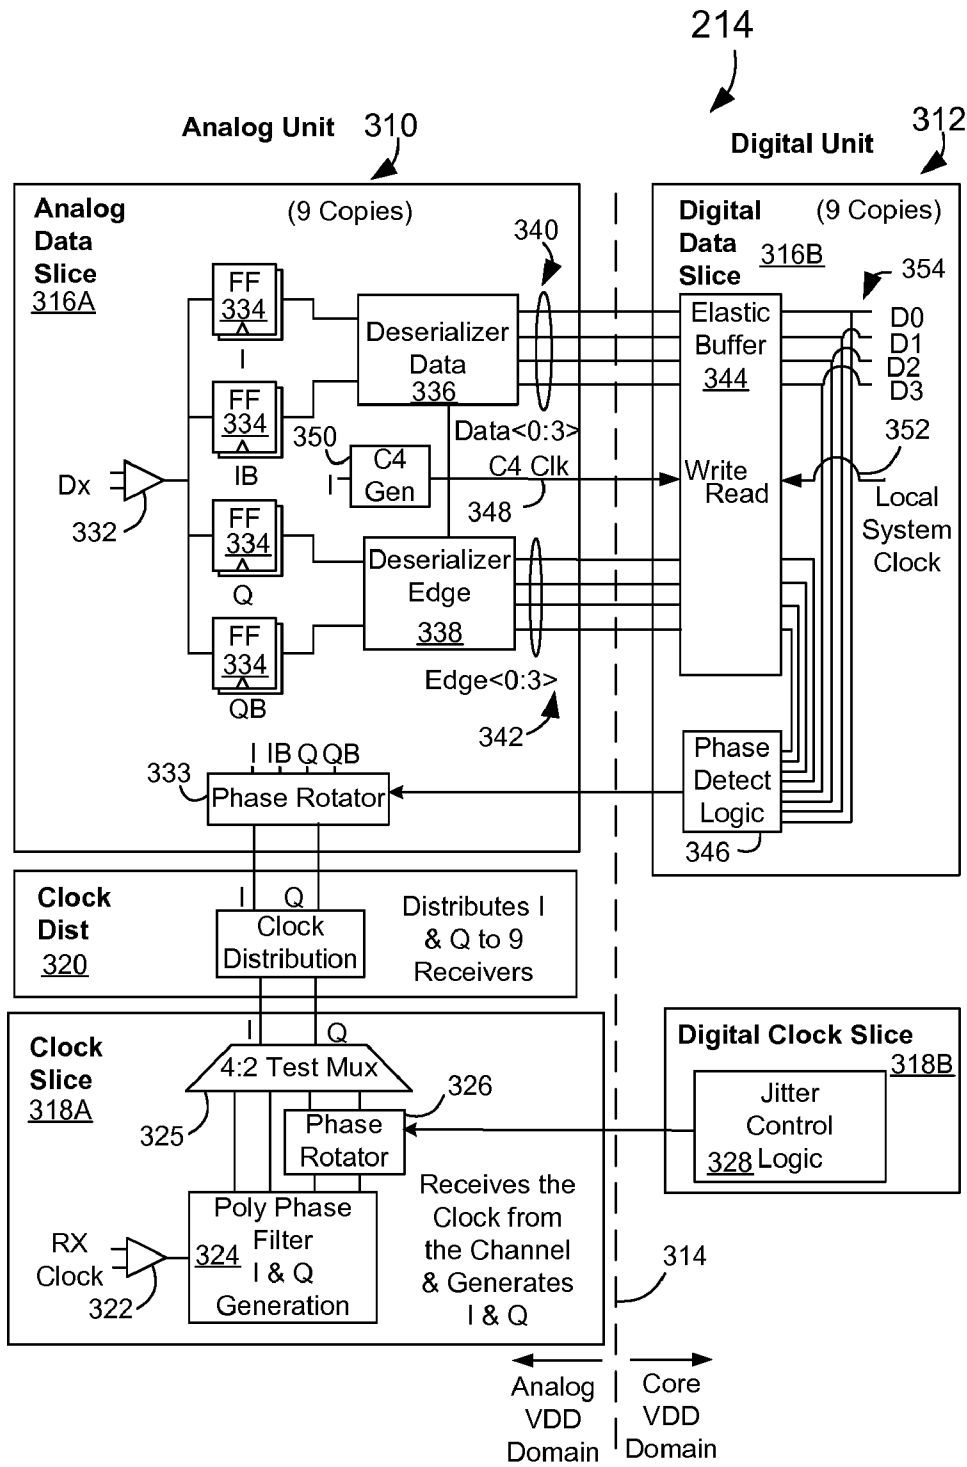 214
Analog Unit 310
312
Digital Unit
Analog
Data
Slice
316A
(9 Copies)
340
FF
334
I
FF
334
IB
FF
334
Q
FF
334
QB
Dx
332
Deserializer
Data
336
Data<0:3>
350
I
C4
Gen
C4 Clk
348
Deserializer
Edge
338
Edge<0:3>
342
I IB Q QB
333
Phase Rotator
Digital
Data
Slice
(9 Copies)
316B
354
Elastic
Buffer
344
D0
D1
D2
D3
352
Write
Read
Local
System
Clock
Phase
Detect
Logic
346
Clock
Dist
320
I Q
Clock
Distribution
Distributes I
& Q to 9
Receivers
Clock
Slice
318A
I Q
4:2 Test Mux
325
326
Phase
Rotator
Poly Phase
Filter
324
I & Q
Generation
RX
Clock
322
Receives the
Clock from
the Channel
& Generates
I & Q
Digital Clock Slice
318B
Jitter
Control
Logic
328
314
Analog
VDD
Domain
Core
VDD
Domain